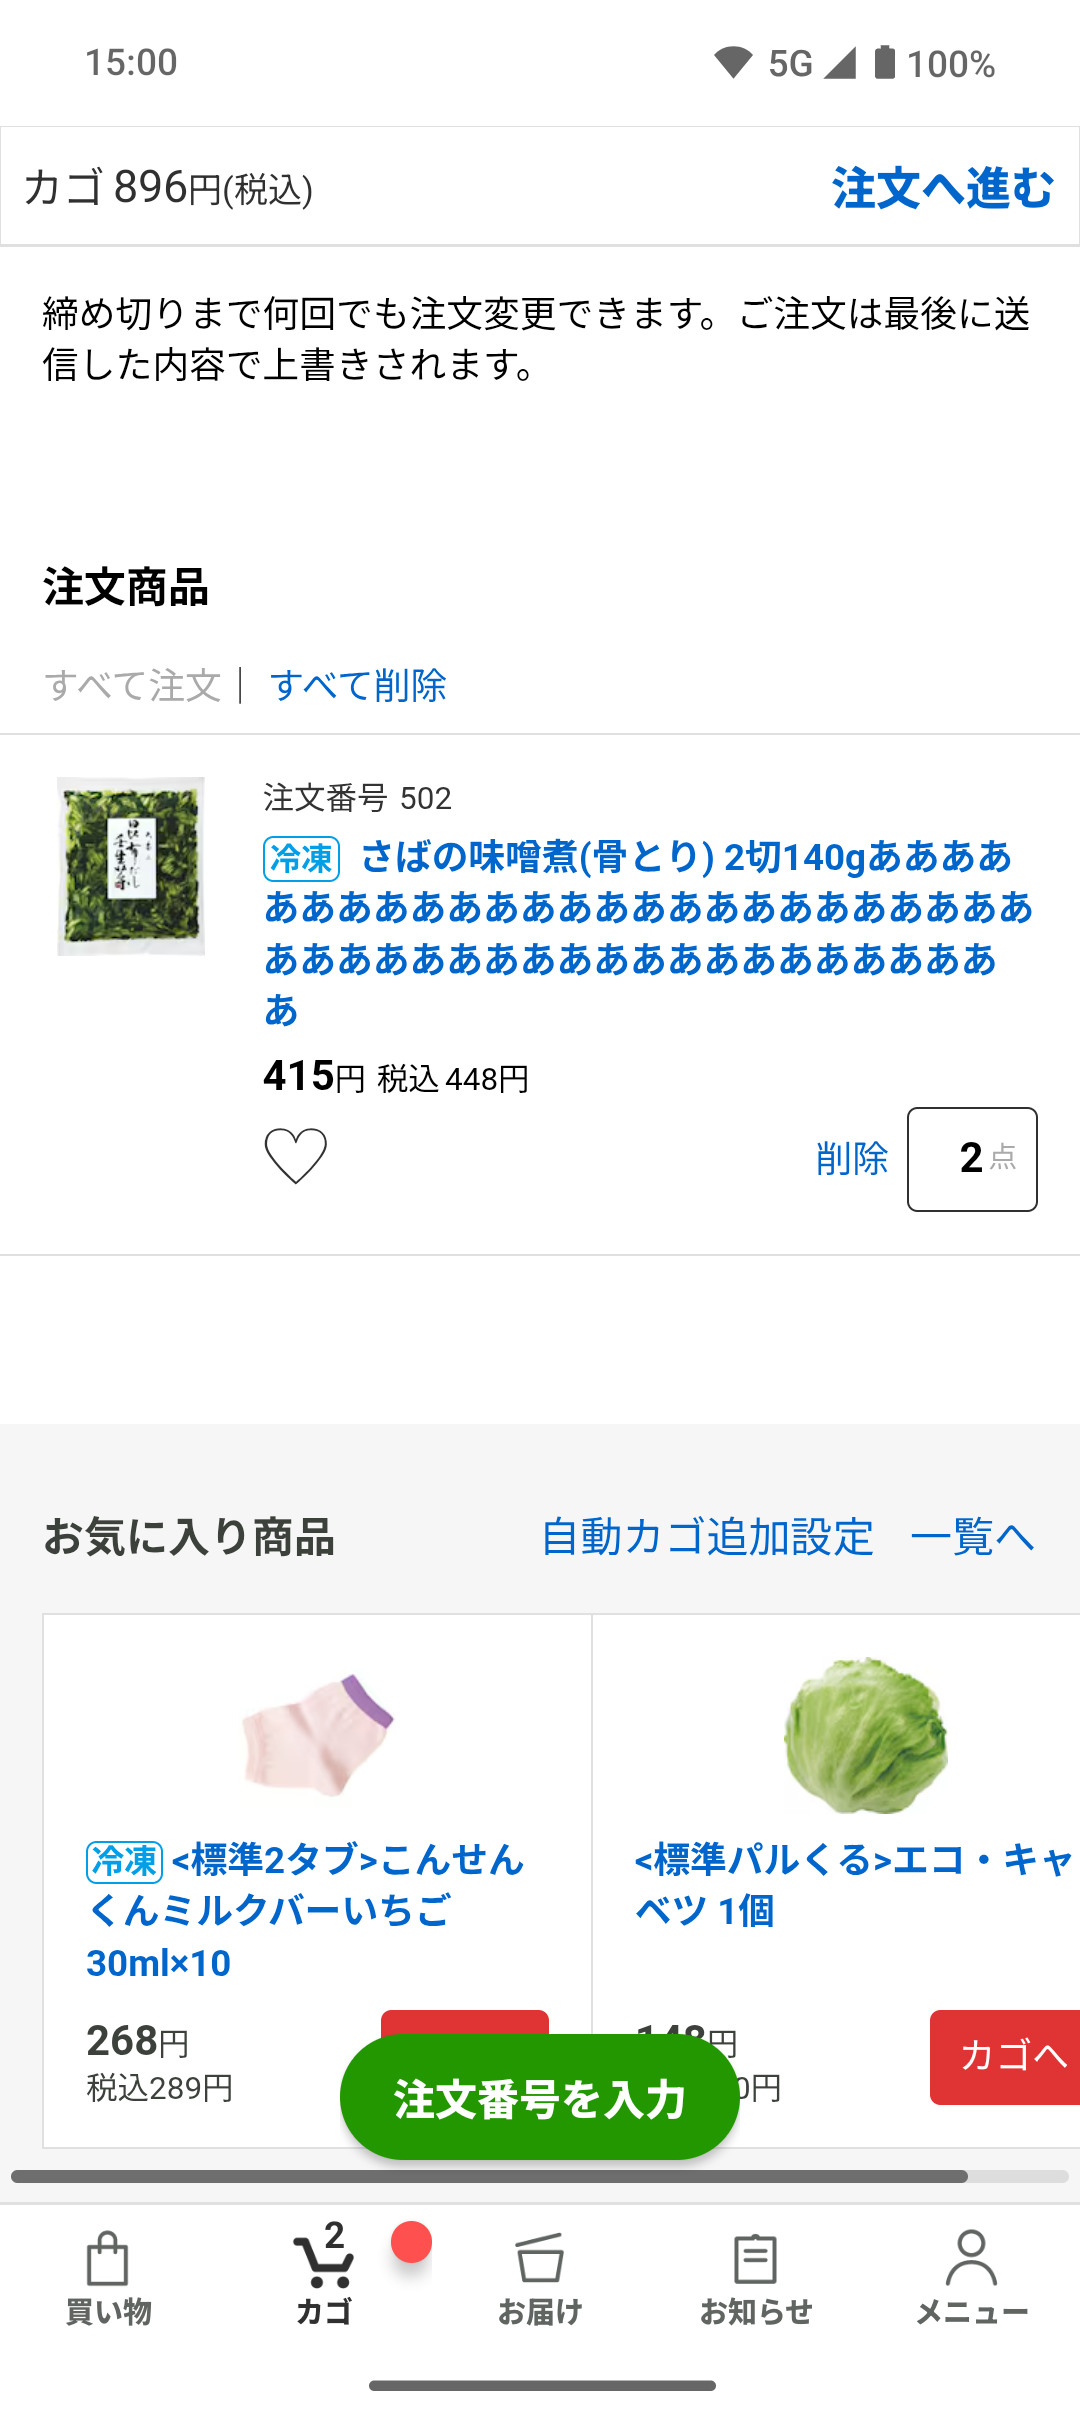 15:00
5G 100%
カゴ 896円(税込)
注文へ進む
締め切りまで何回でも注文変更できます。ご注文は最後に送
信した内容で上書きされます。
注文商品
すべて注文 | すべて削除
注文番号 502
冷凍 さばの味噌煮(骨とり) 2切140gああああ
あああああああああああああああああああああ
ああああああああああああああああああああ
あ
415円 税込 448円
削除
2 点
お気に入り商品
自動カゴ追加設定 一覧へ
冷凍 <標準2タブ>こんせん
くんミルクバーいちご
30ml×10
268円
税込289円
<標準パルくる>エコ・キャ
ベツ 1個
148円
0円
カゴへ
注文番号を入力
買い物
2
カゴ
お届け
お知らせ
メニュー